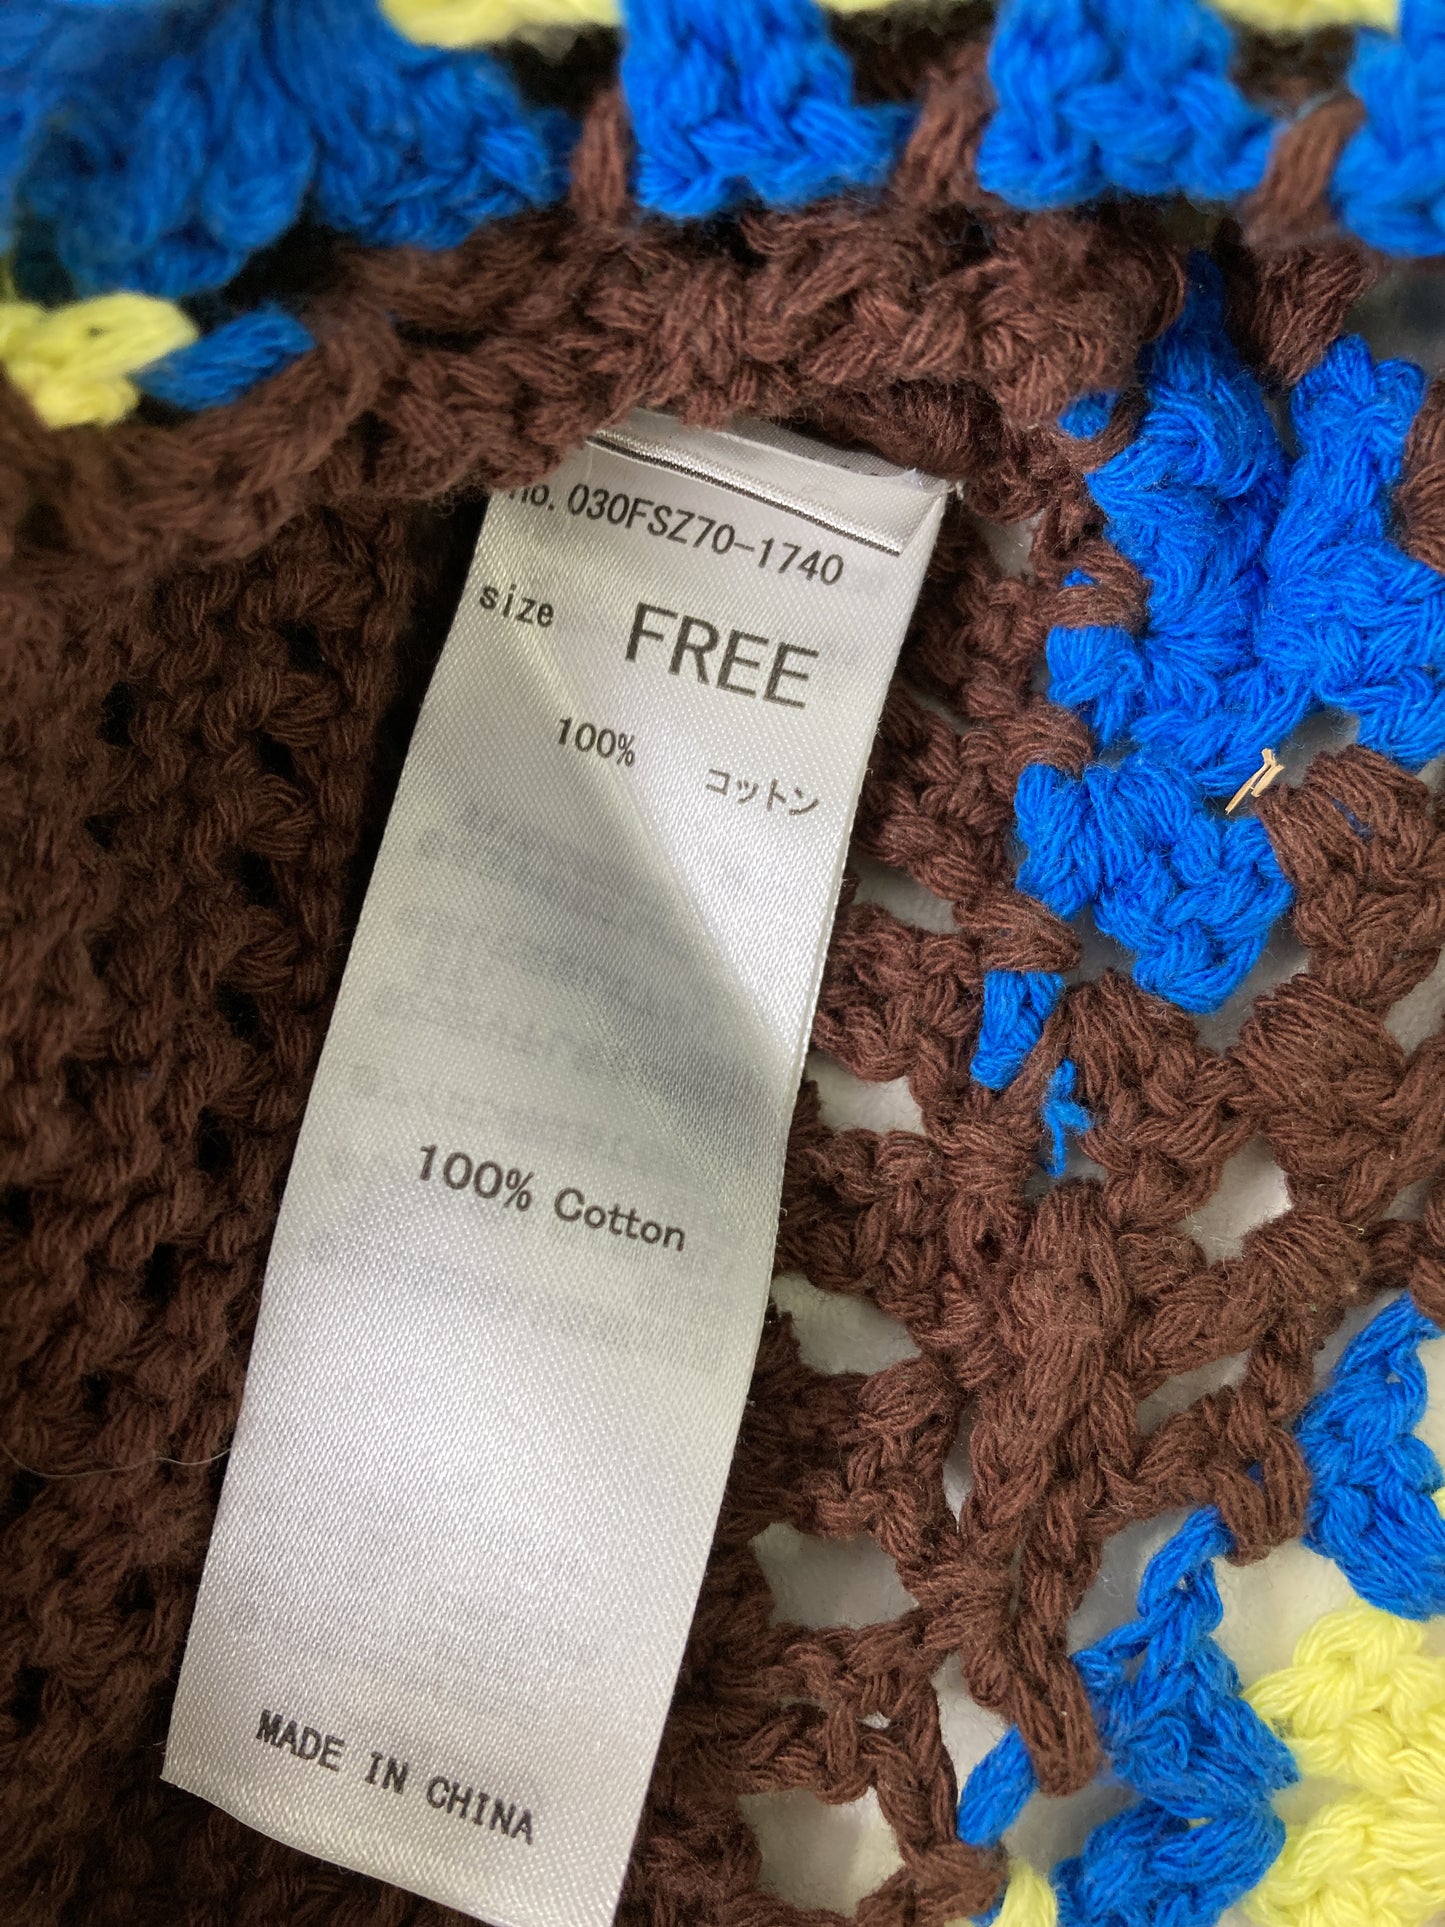 no. 030FSZ70-1740
size FREE
100% コットン
100% Cotton
MADE IN CHINA